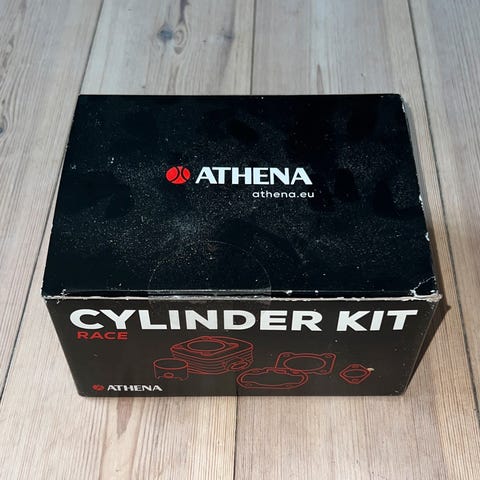 ATHENA
athena.eu
CYLINDER KIT
RACE
ATHENA